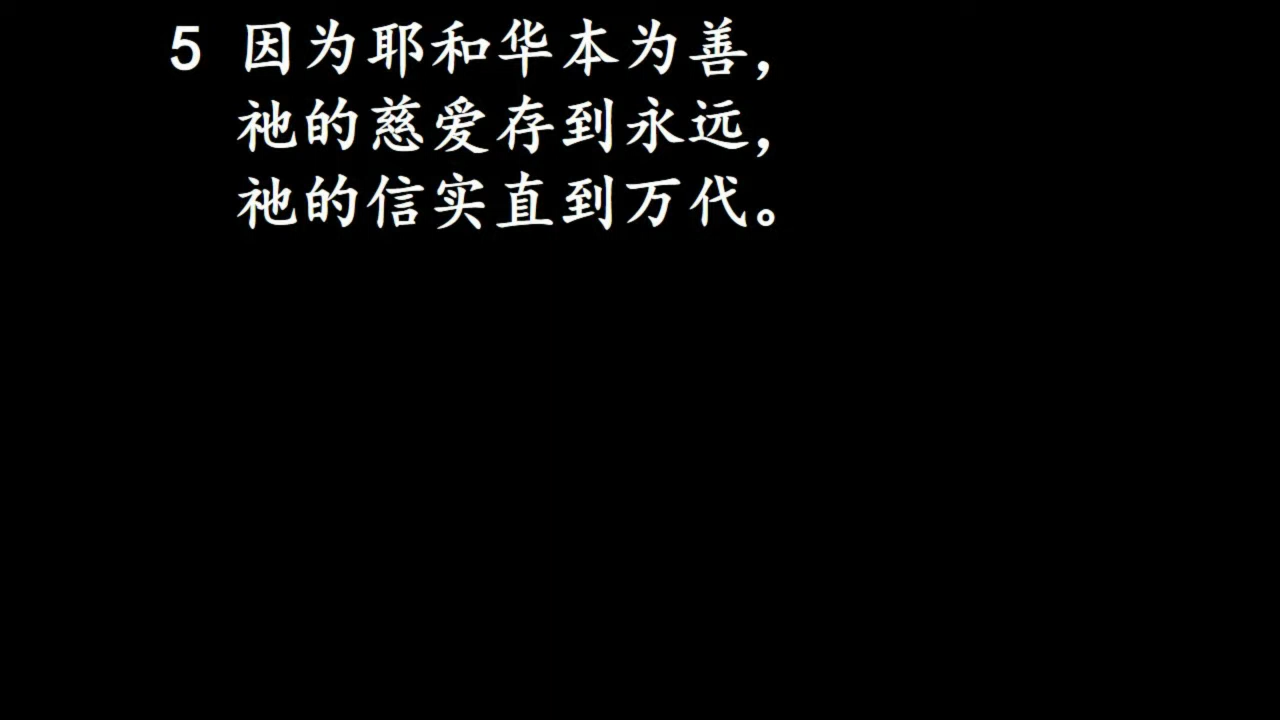 5 因为耶和华本为善，
祂的慈爱存到永远，
祂的信实直到万代。